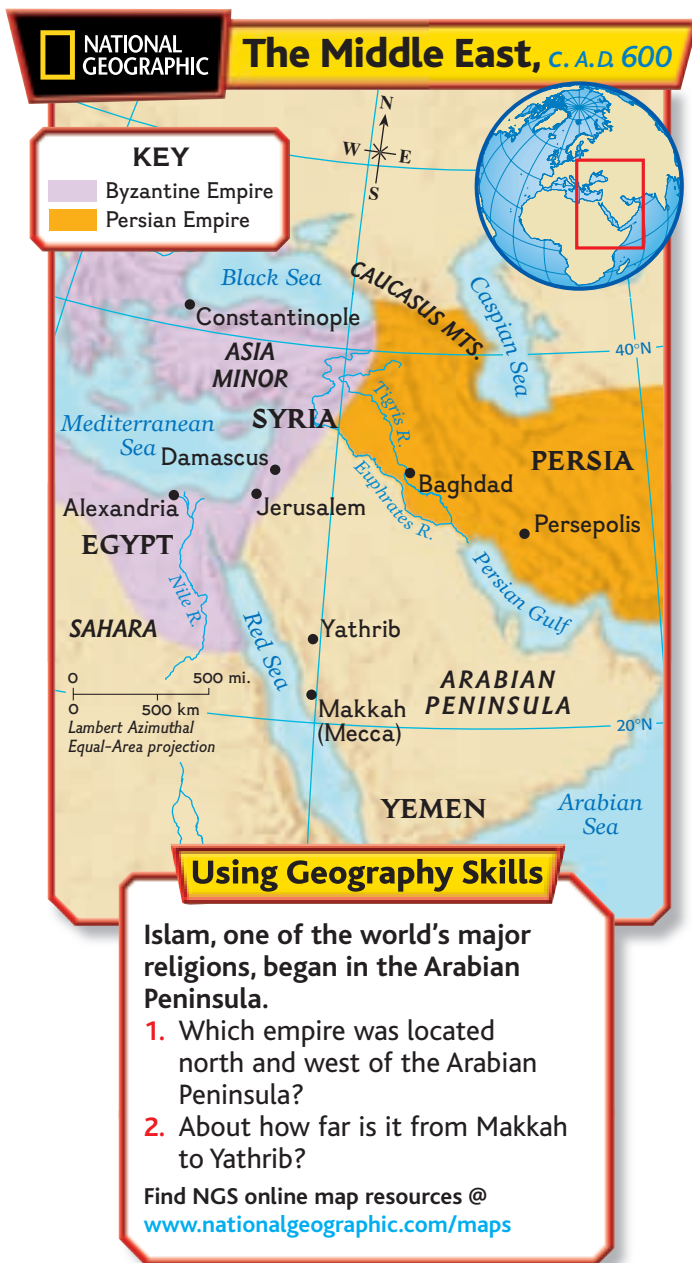 NATIONAL
GEOGRAPHIC
The Middle East, C. A.D. 600
KEY
Byzantine Empire
Persian Empire
N
W
E
S
Black Sea
CAUCASUS MTS.
Caspian Sea
Constantinople
40°N
ASIA
MINOR
Mediterranean
Sea
SYRIA
Tigris R.
Damascus
PERSIA
Baghdad
Euphrates R.
Alexandria
Jerusalem
Persepolis
EGYPT
Nile R.
Persian Gulf
SAHARA
Red Sea
Yathrib
0
500 mi.
0
500 km
Lambert Azimuthal
Equal-Area projection
ARABIAN
PENINSULA
Makkah
(Mecca)
20°N
YEMEN
Arabian
Sea
Using Geography Skills
Islam, one of the world's major
religions, began in the Arabian
Peninsula.
1. Which empire was located
north and west of the Arabian
Peninsula?
2. About how far is it from Makkah
to Yathrib?
Find NGS online map resources @
www.nationalgeographic.com/maps